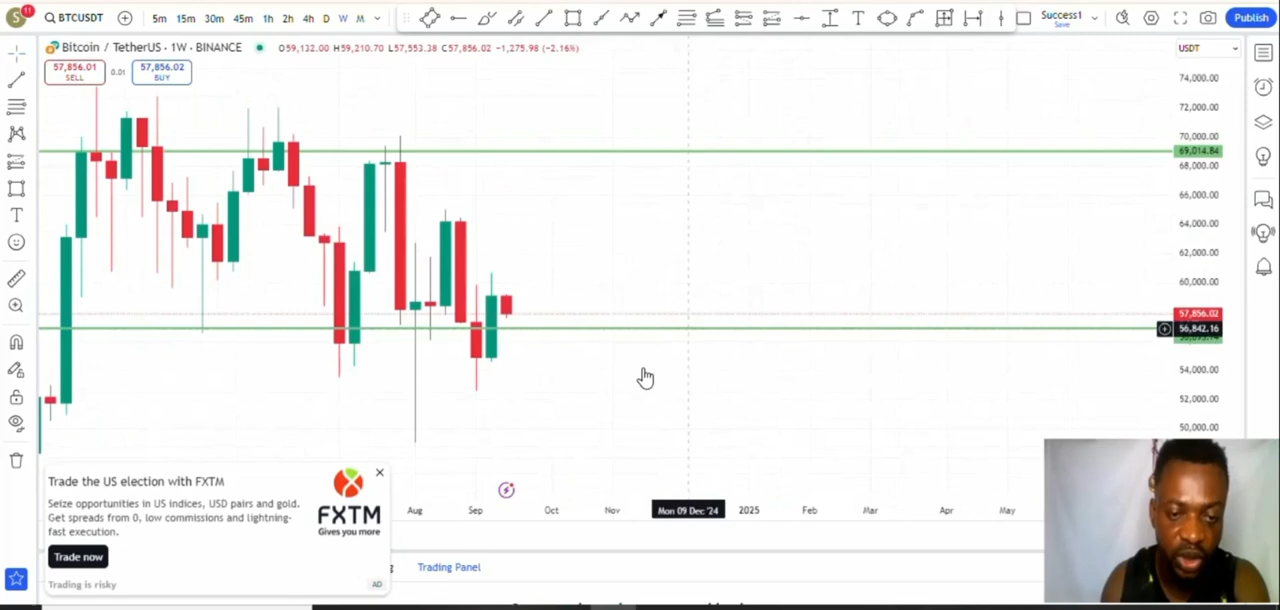 S
11
BTCUSDT
5m 15m 30m 45m 1h 2h 4h D W M
Success1
Save
Publish
Bitcoin / TetherUS · 1W · BINANCE
O59,132.00 H59,210.70 L57,553.38 C57,856.02 −1,275.98 (−2.16%)
USDT
57,856.01
SELL
0.01
57,856.02
BUY
74,000.00
72,000.00
70,000.00
69,014.84
68,000.00
66,000.00
64,000.00
62,000.00
60,000.00
57,856.02
56,842.16
54,000.00
52,000.00
50,000.00
T
Trade the US election with FXTM
Seize opportunities in US indices, USD pairs and gold.
Get spreads from 0, low commissions and lightning-
fast execution.
FXTM
Gives you more
Trade now
Trading is risky
AD
Aug Sep Oct Nov Mon 09 Dec '24 2025 Feb Mar Apr May
Trading Panel